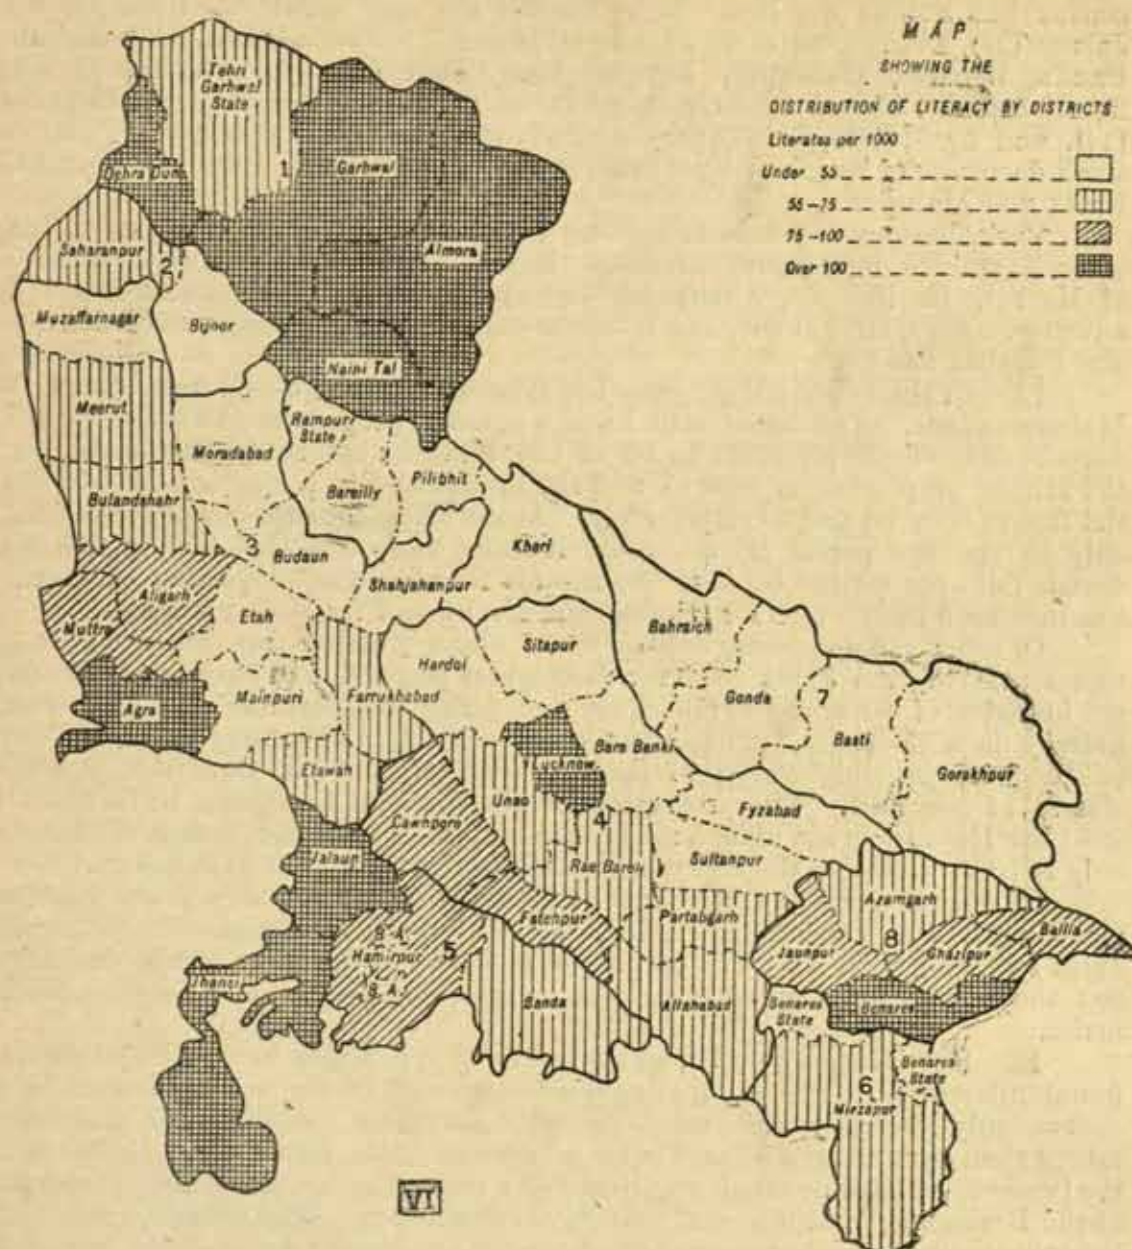 MAP
SHOWING THE
DISTRIBUTION OF LITERACY BY DISTRICTS
Literates per 1000
Under 55
55-75
75-100
Over 100
Tehri
Garhwal
State
Dehra Dun
1
Garhwal
Almora
Saharanpur
2
Muzaffarnagar
Bijnor
Naini Tal
Meerut
Moradabad
Rampur
State
Bareilly
Pilibhit
Bulandshahr
3
Budaun
Shahjahanpur
Kheri
Aligarh
Muttra
Etah
Hardoi
Sitapur
Bahraich
Agra
Mainpuri
Farrukhabad
Gonda
7
Basti
Gorakhpur
Etawah
Lucknow
Bara Banki
Unao
4
Fyzabad
Cawnpore
Jalaun
Rae Bareli
Sultanpur
Fatehpur
Partabgarh
Azamgarh
8
Ballia
Jaunpur
Ghazipur
B.A.
Hamirpur
B.A.
5
Jhansi
Banda
Allahabad
Benares
State
Benares
Benares
State
6
Mirzapur
VI